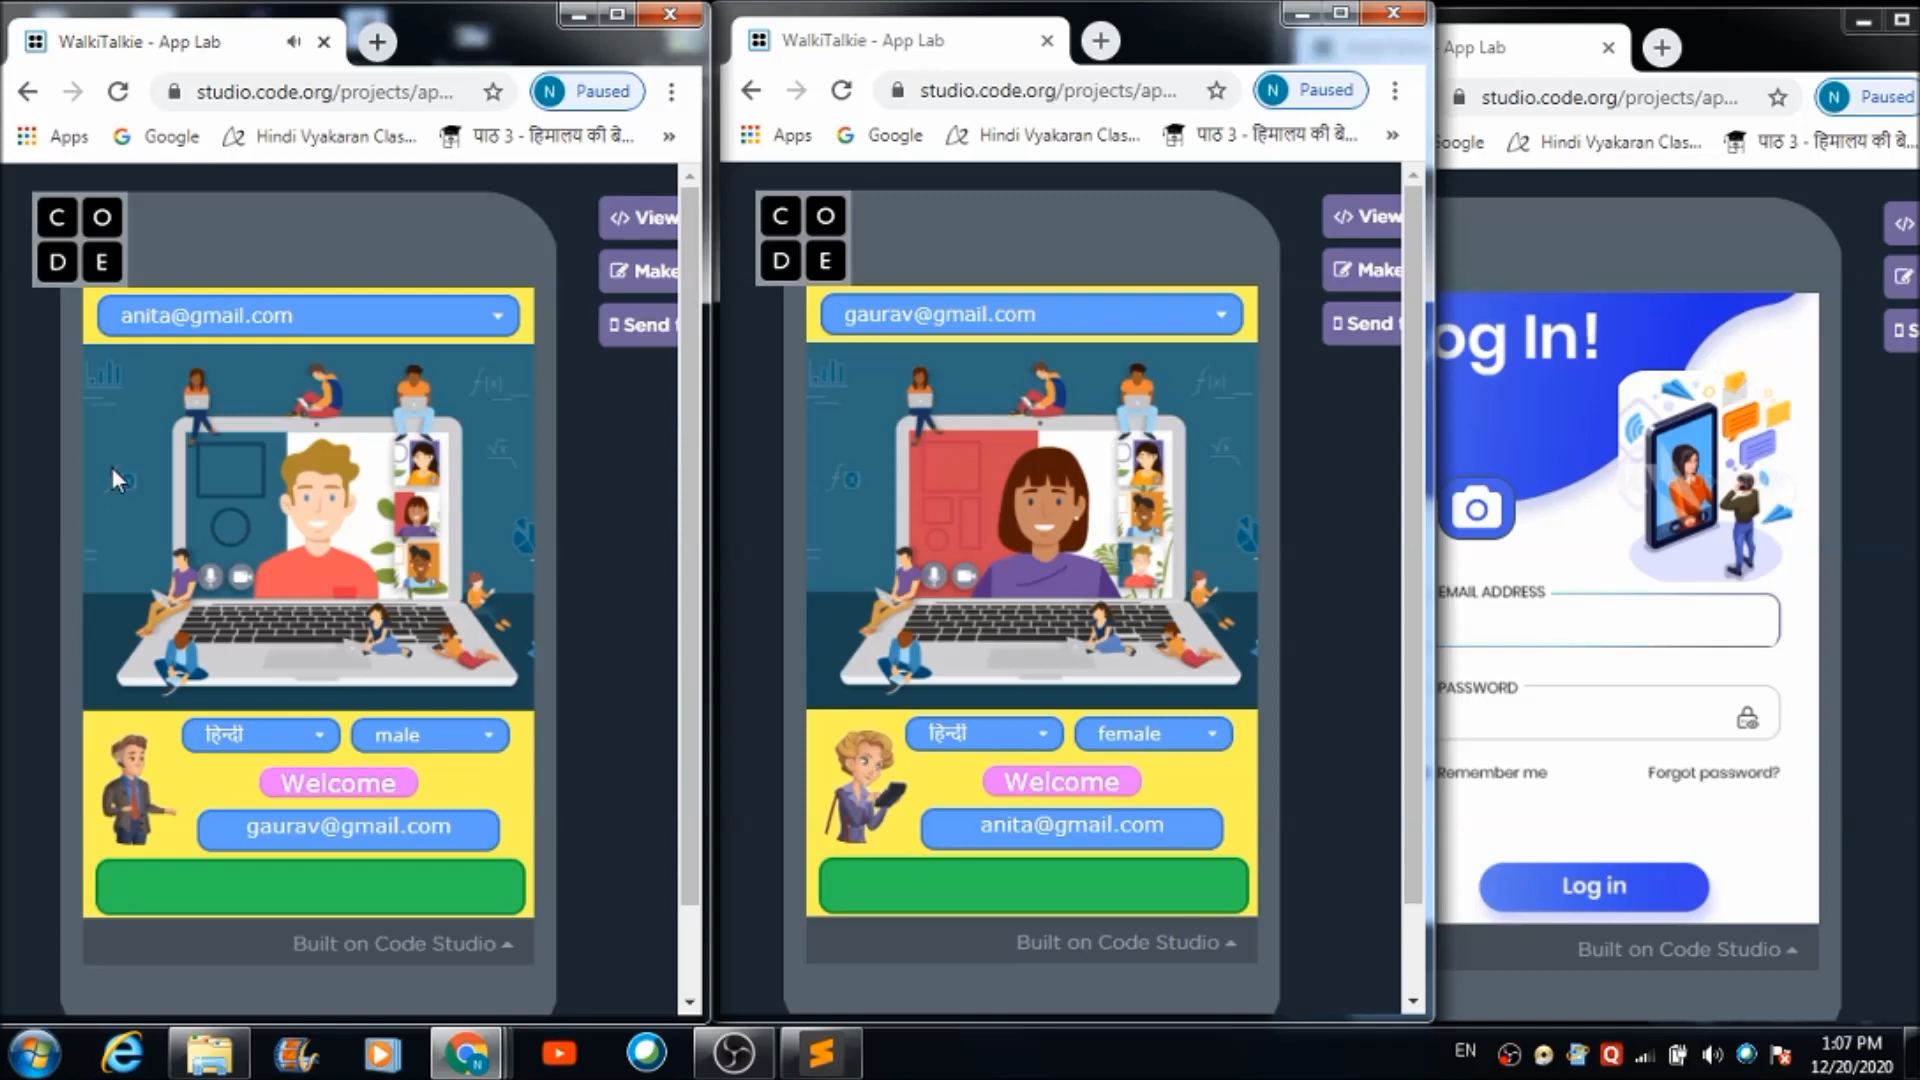 WalkiTalkie - App Lab
studio.code.org/projects/ap...
N Paused
Apps
Google
Hindi Vyakaran Clas...
पाठ 3 - हिमालय की बे...
»
C O
D E
</> View
Make
Send t
anita@gmail.com
हिन्दी
male
Welcome
gaurav@gmail.com
Built on Code Studio
WalkiTalkie - App Lab
studio.code.org/projects/ap...
N Paused
Apps
Google
Hindi Vyakaran Clas...
पाठ 3 - हिमालय की बे...
»
C O
D E
</> View
Make
Send t
gaurav@gmail.com
f(x)
हिन्दी
female
Welcome
anita@gmail.com
Built on Code Studio
App Lab
studio.code.org/projects/ap...
N Paused
oogle
Hindi Vyakaran Clas...
पाठ 3 - हिमालय की बे...
</>
S
og In!
EMAIL ADDRESS
PASSWORD
Remember me
Forgot password?
Log in
Built on Code Studio
EN
1:07 PM
12/20/2020